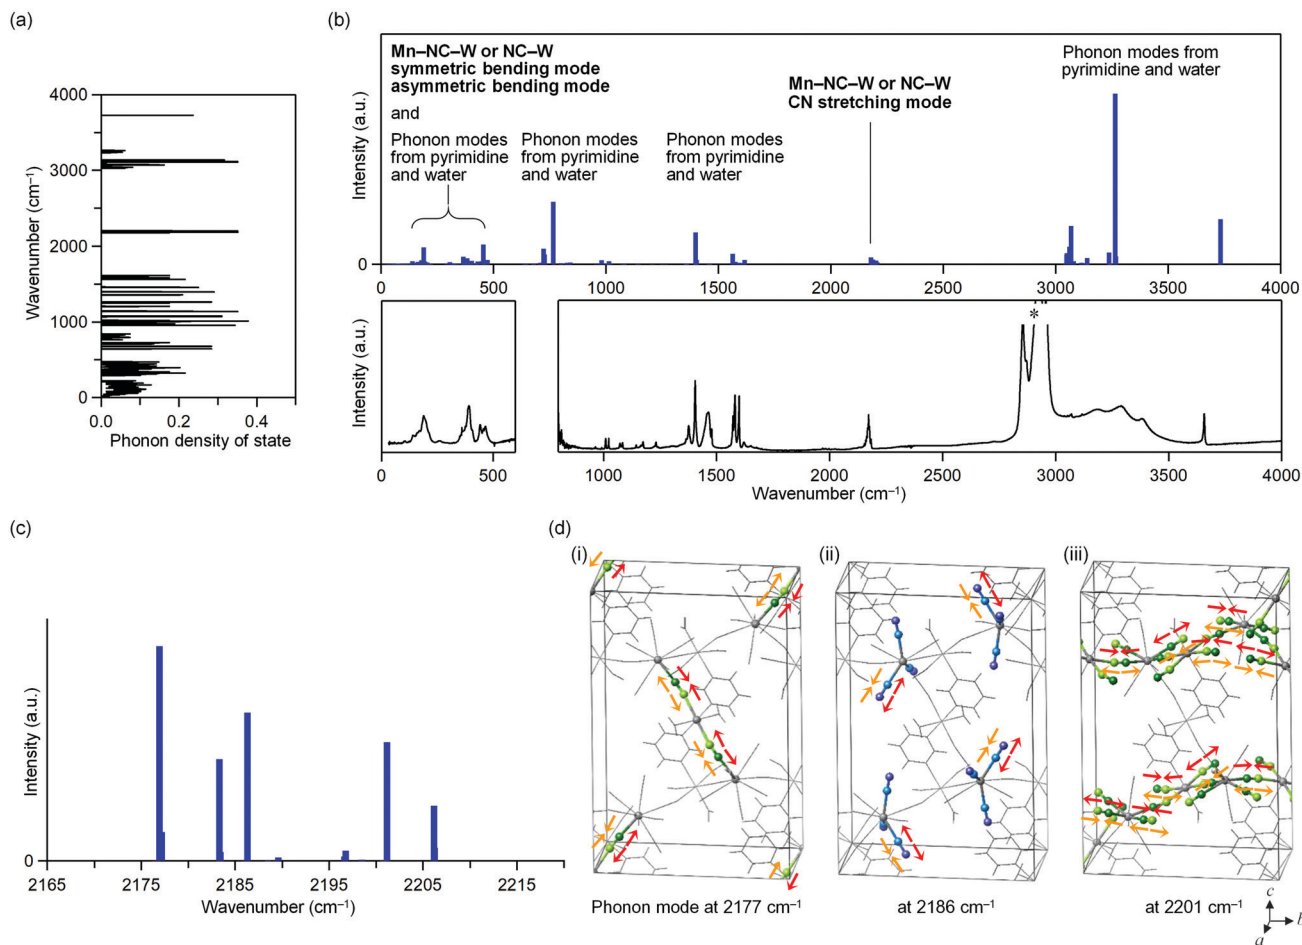 (a)
4000
3000
2000
1000
0
Wavenumber (cm⁻¹)
0.0
0.2
0.4
Phonon density of state
(b)
Intensity (a.u.)
Mn–NC–W or NC–W
symmetric bending mode
asymmetric bending mode
and
Phonon modes
from pyrimidine
and water
Phonon modes
from pyrimidine
and water
Phonon modes
from pyrimidine
and water
Mn–NC–W or NC–W
CN stretching mode
Phonon modes from
pyrimidine and water
0
0
500
1000
1500
2000
2500
3000
3500
4000
Intensity (a.u.)
*
0
500
1000
1500
2000
2500
3000
3500
4000
Wavenumber (cm⁻¹)
(c)
Intensity (a.u.)
0
2165
2175
2185
2195
2205
2215
Wavenumber (cm⁻¹)
(d)
(i)
(ii)
(iii)
Phonon mode at 2177 cm⁻¹
at 2186 cm⁻¹
at 2201 cm⁻¹
c
a
b